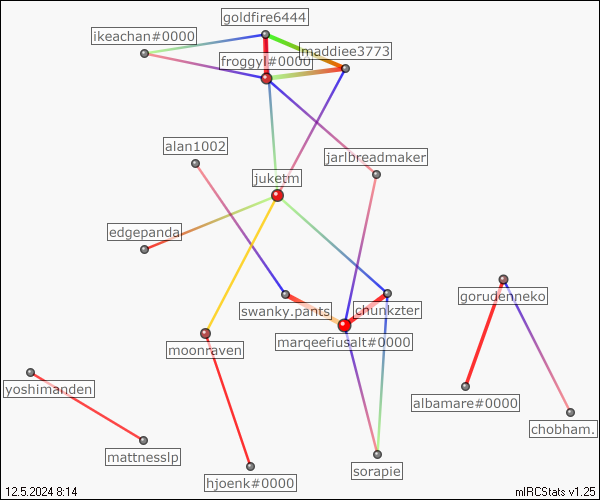 goldfire6444
ikeachan#0000
maddiee3773
froggyl#0000
alan1002
jarlbreadmaker
juketm
edgepanda
gorudenneko
swanky.pants
chunkzter
marqeefiusalt#0000
moonraven
yoshimanden
albamare#0000
chobham.
mattnesslp
sorapie
hjoenk#0000
12.5.2024 8:14
mIRCStats v1.25